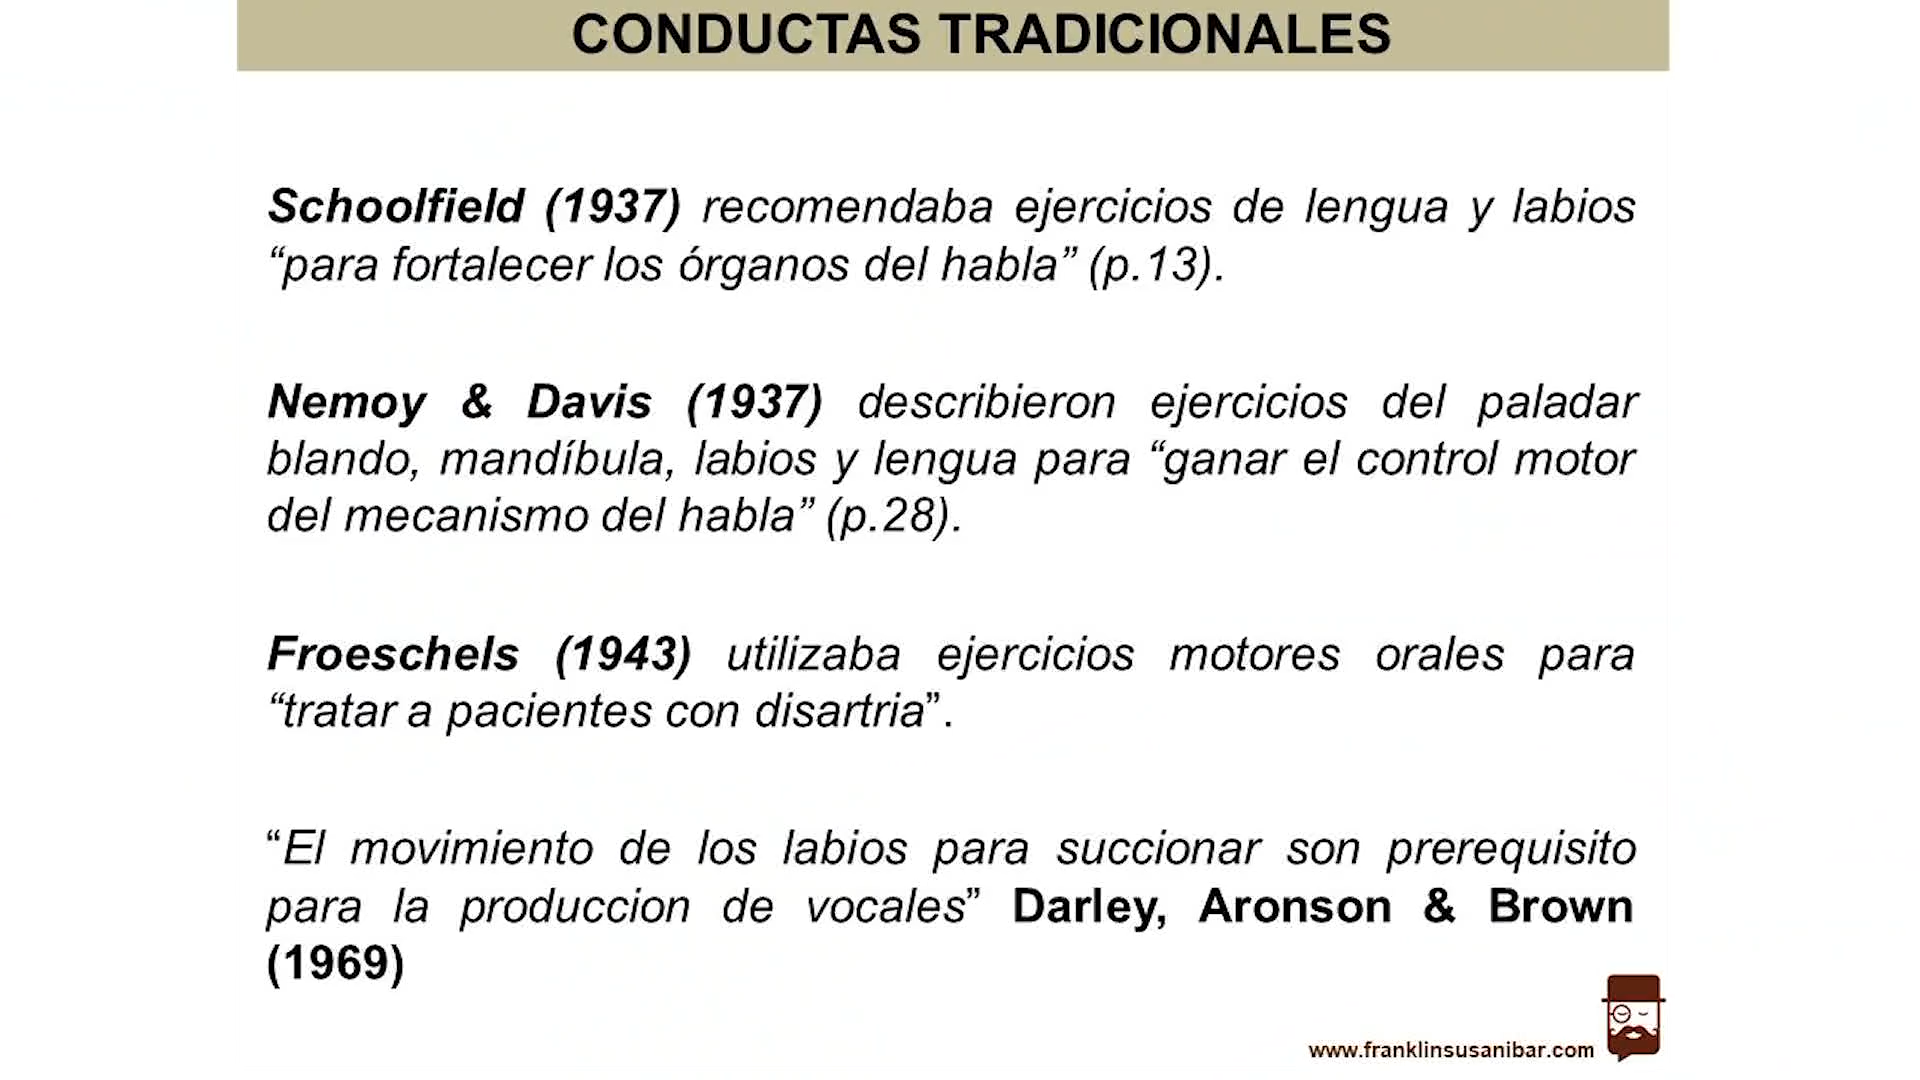 CONDUCTAS TRADICIONALES
Schoolfield (1937) recomendaba ejercicios de lengua y labios
“para fortalecer los órganos del habla” (p.13).
Nemoy & Davis (1937) describieron ejercicios del paladar
blando, mandíbula, labios y lengua para “ganar el control motor
del mecanismo del habla” (p.28).
Froeschels (1943) utilizaba ejercicios motores orales para
“tratar a pacientes con disartria”.
“El movimiento de los labios para succionar son prerequisito
para la produccion de vocales” Darley, Aronson & Brown
(1969)
www.franklinsusanibar.com